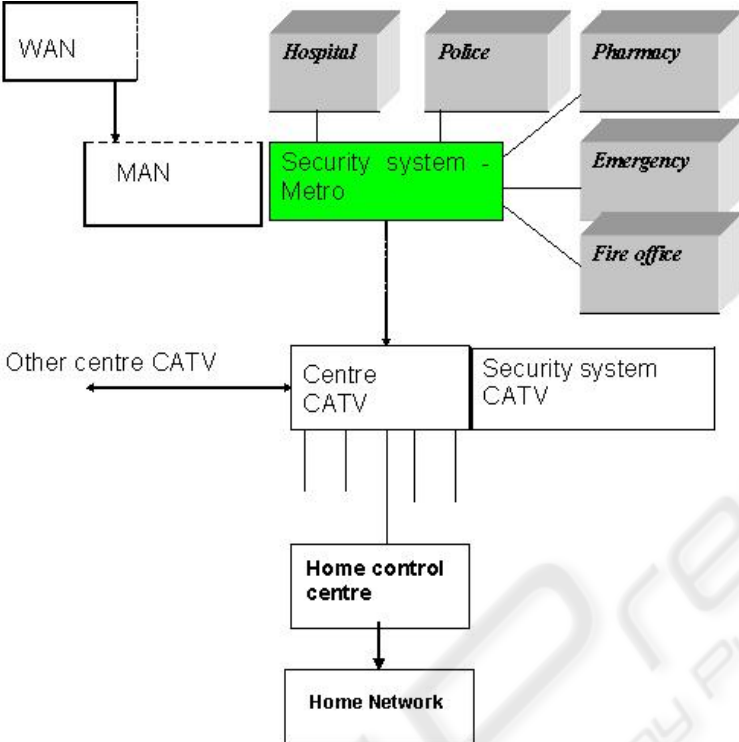 WAN
Hospital
Police
Pharmacy
MAN
Security system -
Metro
Emergency
Fire office
Other centre CATV
Centre
CATV
Security system
CATV
Home control
centre
Home Network